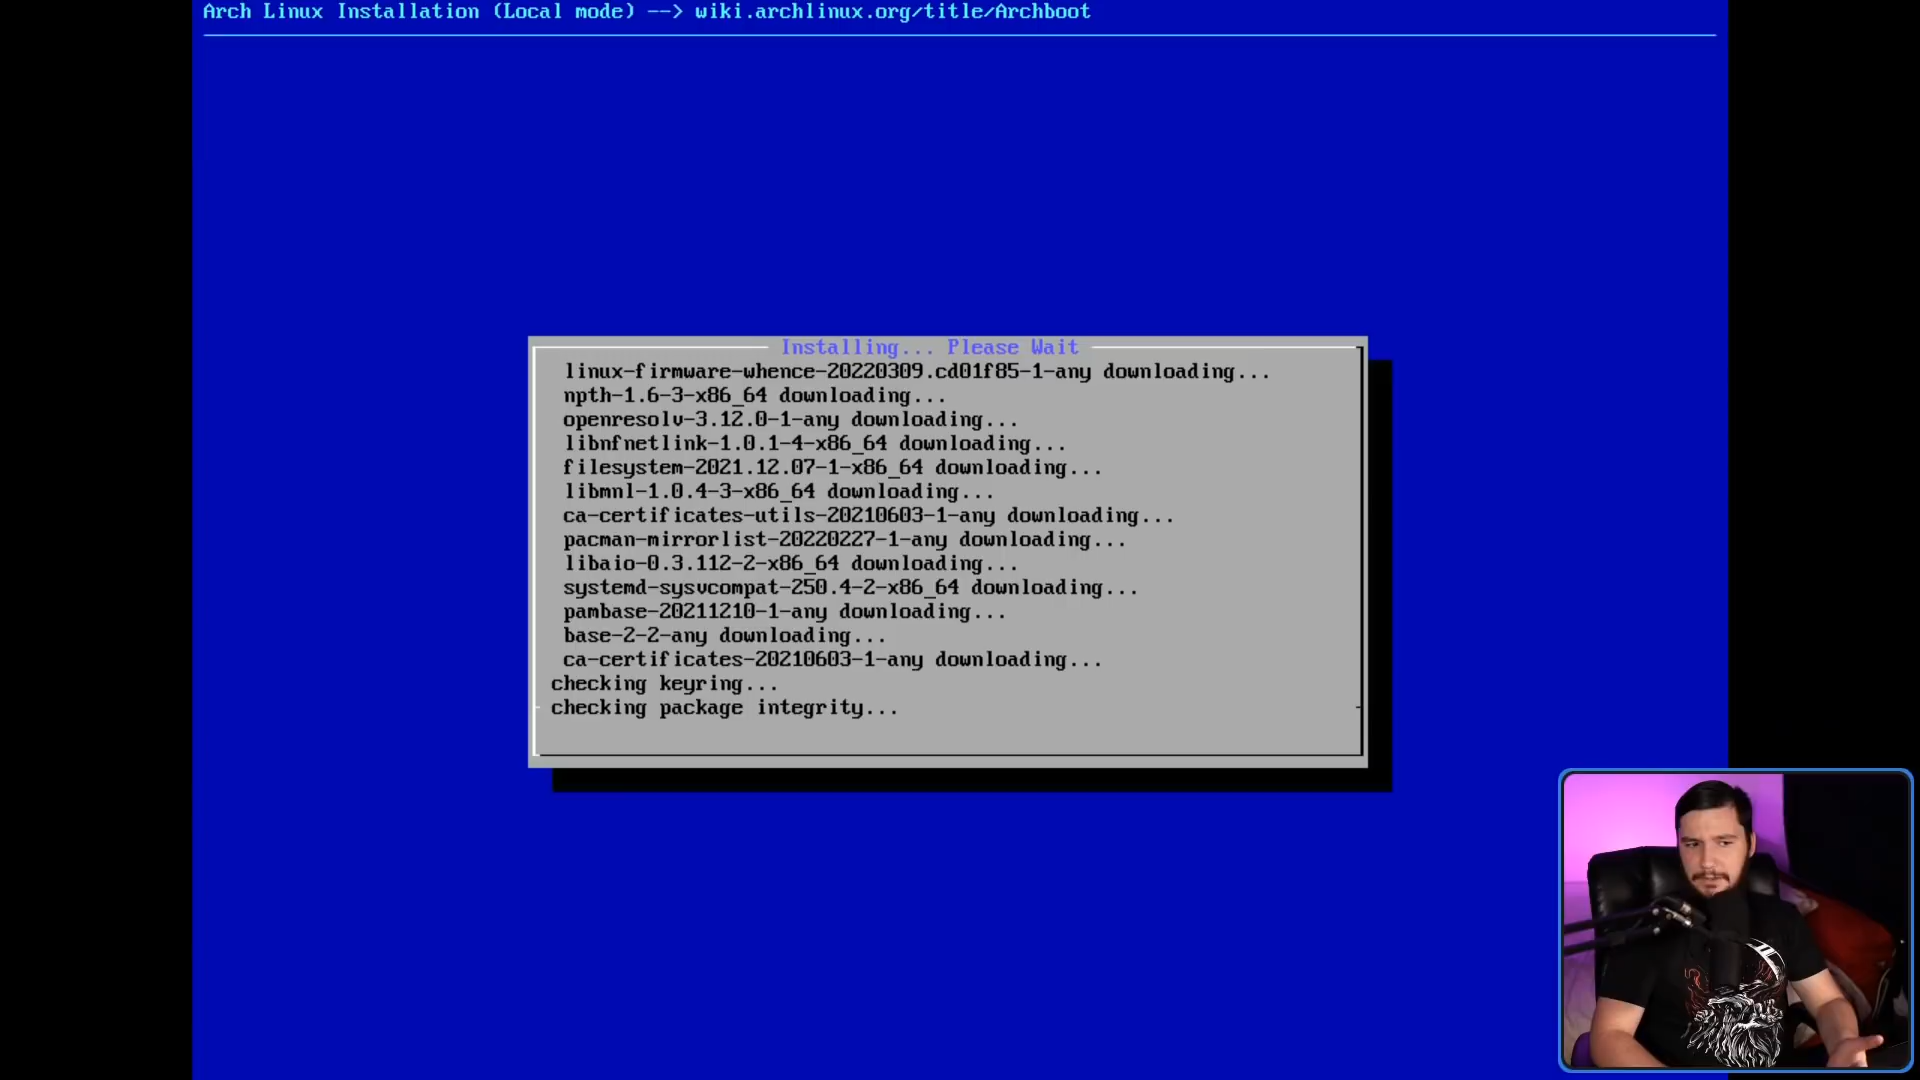 Arch Linux Installation (Local mode) --> wiki.archlinux.org/title/Archboot
Installing... Please Wait
linux-firmware-whence-20220309.cd01f85-1-any downloading...
npth-1.6-3-x86_64 downloading...
openresolv-3.12.0-1-any downloading...
libnfnetlink-1.0.1-4-x86_64 downloading...
filesystem-2021.12.07-1-x86_64 downloading...
libmnl-1.0.4-3-x86_64 downloading...
ca-certificates-utils-20210603-1-any downloading...
pacman-mirrorlist-20220227-1-any downloading...
libaio-0.3.112-2-x86_64 downloading...
systemd-sysvcompat-250.4-2-x86_64 downloading...
pambase-20211210-1-any downloading...
base-2-2-any downloading...
ca-certificates-20210603-1-any downloading...
checking keyring...
checking package integrity...